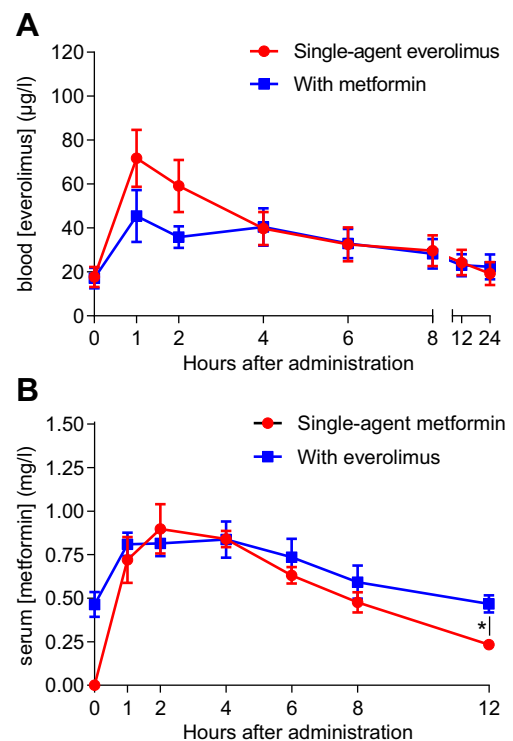 A
Single-agent everolimus
With metformin
blood [everolimus] (µg/l)
120
100
80
60
40
20
0
0 1 2 4 6 8 12 24
Hours after administration
B
Single-agent metformin
With everolimus
serum [metformin] (mg/l)
1.50
1.25
1.00
0.75
0.50
0.25
0.00
*
0 1 2 4 6 8 12
Hours after administration